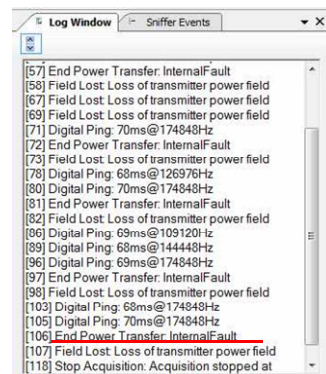 Log Window Sniffer Events
[57] End Power Transfer: InternalFault
[58] Field Lost: Loss of transmitter power field
[67] Field Lost: Loss of transmitter power field
[69] Field Lost: Loss of transmitter power field
[71] Digital Ping: 70ms@174848Hz
[72] End Power Transfer: InternalFault
[73] Field Lost: Loss of transmitter power field
[78] Digital Ping: 68ms@126976Hz
[80] Digital Ping: 70ms@174848Hz
[81] End Power Transfer: InternalFault
[82] Field Lost: Loss of transmitter power field
[86] Digital Ping: 69ms@109120Hz
[89] Digital Ping: 68ms@144448Hz
[96] Digital Ping: 69ms@174848Hz
[97] End Power Transfer: InternalFault
[98] Field Lost: Loss of transmitter power field
[103] Digital Ping: 68ms@174848Hz
[105] Digital Ping: 70ms@174848Hz
[106] End Power Transfer: InternalFault
[107] Field Lost: Loss of transmitter power field
[118] Stop Acquisition: Acquisition stopped at